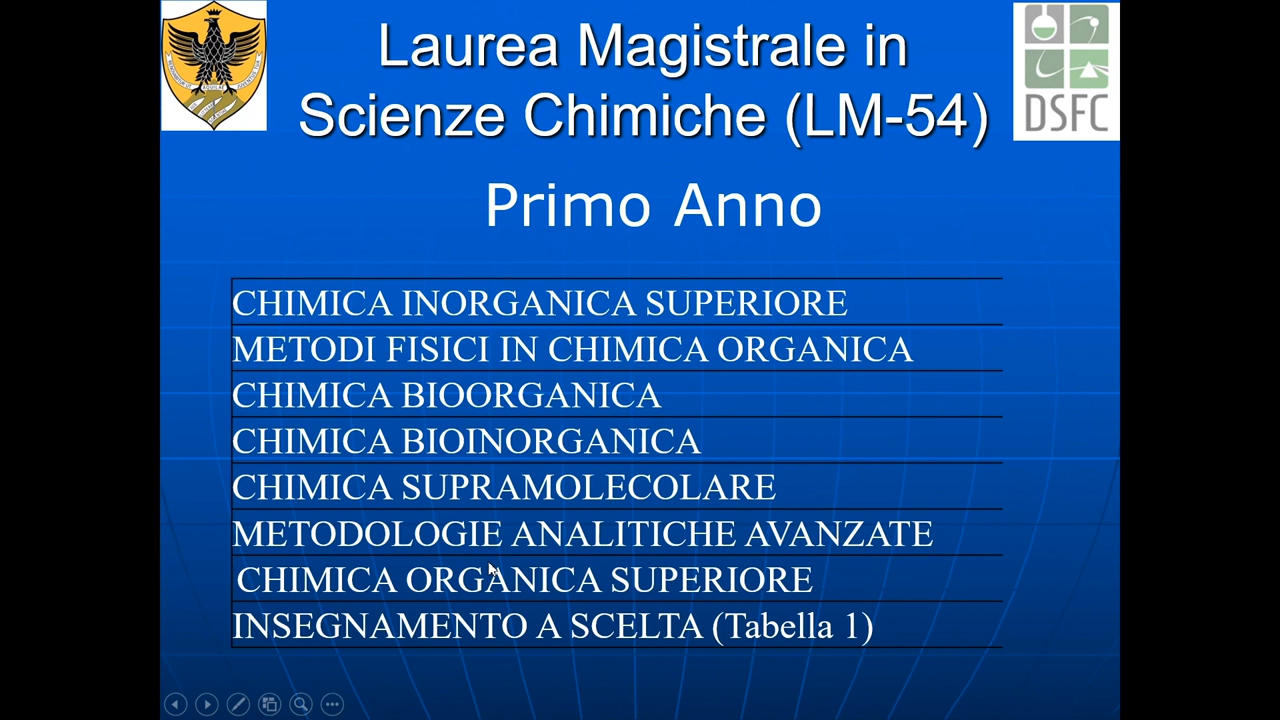 Laurea Magistrale in
Scienze Chimiche (LM-54)
DSFC
Primo Anno
CHIMICA INORGANICA SUPERIORE
METODI FISICI IN CHIMICA ORGANICA
CHIMICA BIOORGANICA
CHIMICA BIOINORGANICA
CHIMICA SUPRAMOLECOLARE
METODOLOGIE ANALITICHE AVANZATE
CHIMICA ORGANICA SUPERIORE
INSEGNAMENTO A SCELTA (Tabella 1)